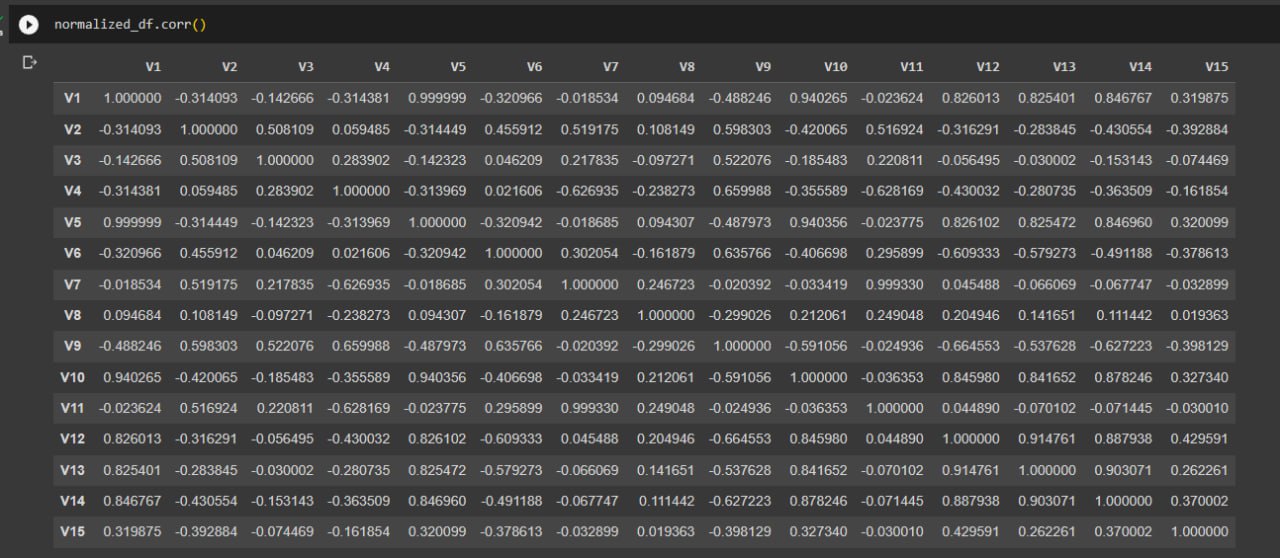 normalized_df.corr()
V1 V2 V3 V4 V5 V6 V7 V8 V9 V10 V11 V12 V13 V14 V15
V1 1.000000 -0.314093 -0.142666 -0.314381 0.999999 -0.320966 -0.018534 0.094684 -0.488246 0.940265 -0.023624 0.826013 0.825401 0.846767 0.319875
V2 -0.314093 1.000000 0.508109 0.059485 -0.314449 0.455912 0.519175 0.108149 0.598303 -0.420065 0.516924 -0.316291 -0.283845 -0.430554 -0.392884
V3 -0.142666 0.508109 1.000000 0.283902 -0.142323 0.046209 0.217835 -0.097271 0.522076 -0.185483 0.220811 -0.056495 -0.030002 -0.153143 -0.074469
V4 -0.314381 0.059485 0.283902 1.000000 -0.313969 0.021606 -0.626935 -0.238273 0.659988 -0.355589 -0.628169 -0.430032 -0.280735 -0.363509 -0.161854
V5 0.999999 -0.314449 -0.142323 -0.313969 1.000000 -0.320942 -0.018685 0.094307 -0.487973 0.940356 -0.023775 0.826102 0.825472 0.846960 0.320099
V6 -0.320966 0.455912 0.046209 0.021606 -0.320942 1.000000 0.302054 -0.161879 0.635766 -0.406698 0.295899 -0.609333 -0.579273 -0.491188 -0.378613
V7 -0.018534 0.519175 0.217835 -0.626935 -0.018685 0.302054 1.000000 0.246723 -0.020392 -0.033419 0.999330 0.045488 -0.066069 -0.067747 -0.032899
V8 0.094684 0.108149 -0.097271 -0.238273 0.094307 -0.161879 0.246723 1.000000 -0.299026 0.212061 0.249048 0.204946 0.141651 0.111442 0.019363
V9 -0.488246 0.598303 0.522076 0.659988 -0.487973 0.635766 -0.020392 -0.299026 1.000000 -0.591056 -0.024936 -0.664553 -0.537628 -0.627223 -0.398129
V10 0.940265 -0.420065 -0.185483 -0.355589 0.940356 -0.406698 -0.033419 0.212061 -0.591056 1.000000 -0.036353 0.845980 0.841652 0.878246 0.327340
V11 -0.023624 0.516924 0.220811 -0.628169 -0.023775 0.295899 0.999330 0.249048 -0.024936 -0.036353 1.000000 0.044890 -0.070102 -0.071445 -0.030010
V12 0.826013 -0.316291 -0.056495 -0.430032 0.826102 -0.609333 0.045488 0.204946 -0.664553 0.845980 0.044890 1.000000 0.914761 0.887938 0.429591
V13 0.825401 -0.283845 -0.030002 -0.280735 0.825472 -0.579273 -0.066069 0.141651 -0.537628 0.841652 -0.070102 0.914761 1.000000 0.903071 0.262261
V14 0.846767 -0.430554 -0.153143 -0.363509 0.846960 -0.491188 -0.067747 0.111442 -0.627223 0.878246 -0.071445 0.887938 0.903071 1.000000 0.370002
V15 0.319875 -0.392884 -0.074469 -0.161854 0.320099 -0.378613 -0.032899 0.019363 -0.398129 0.327340 -0.030010 0.429591 0.262261 0.370002 1.000000